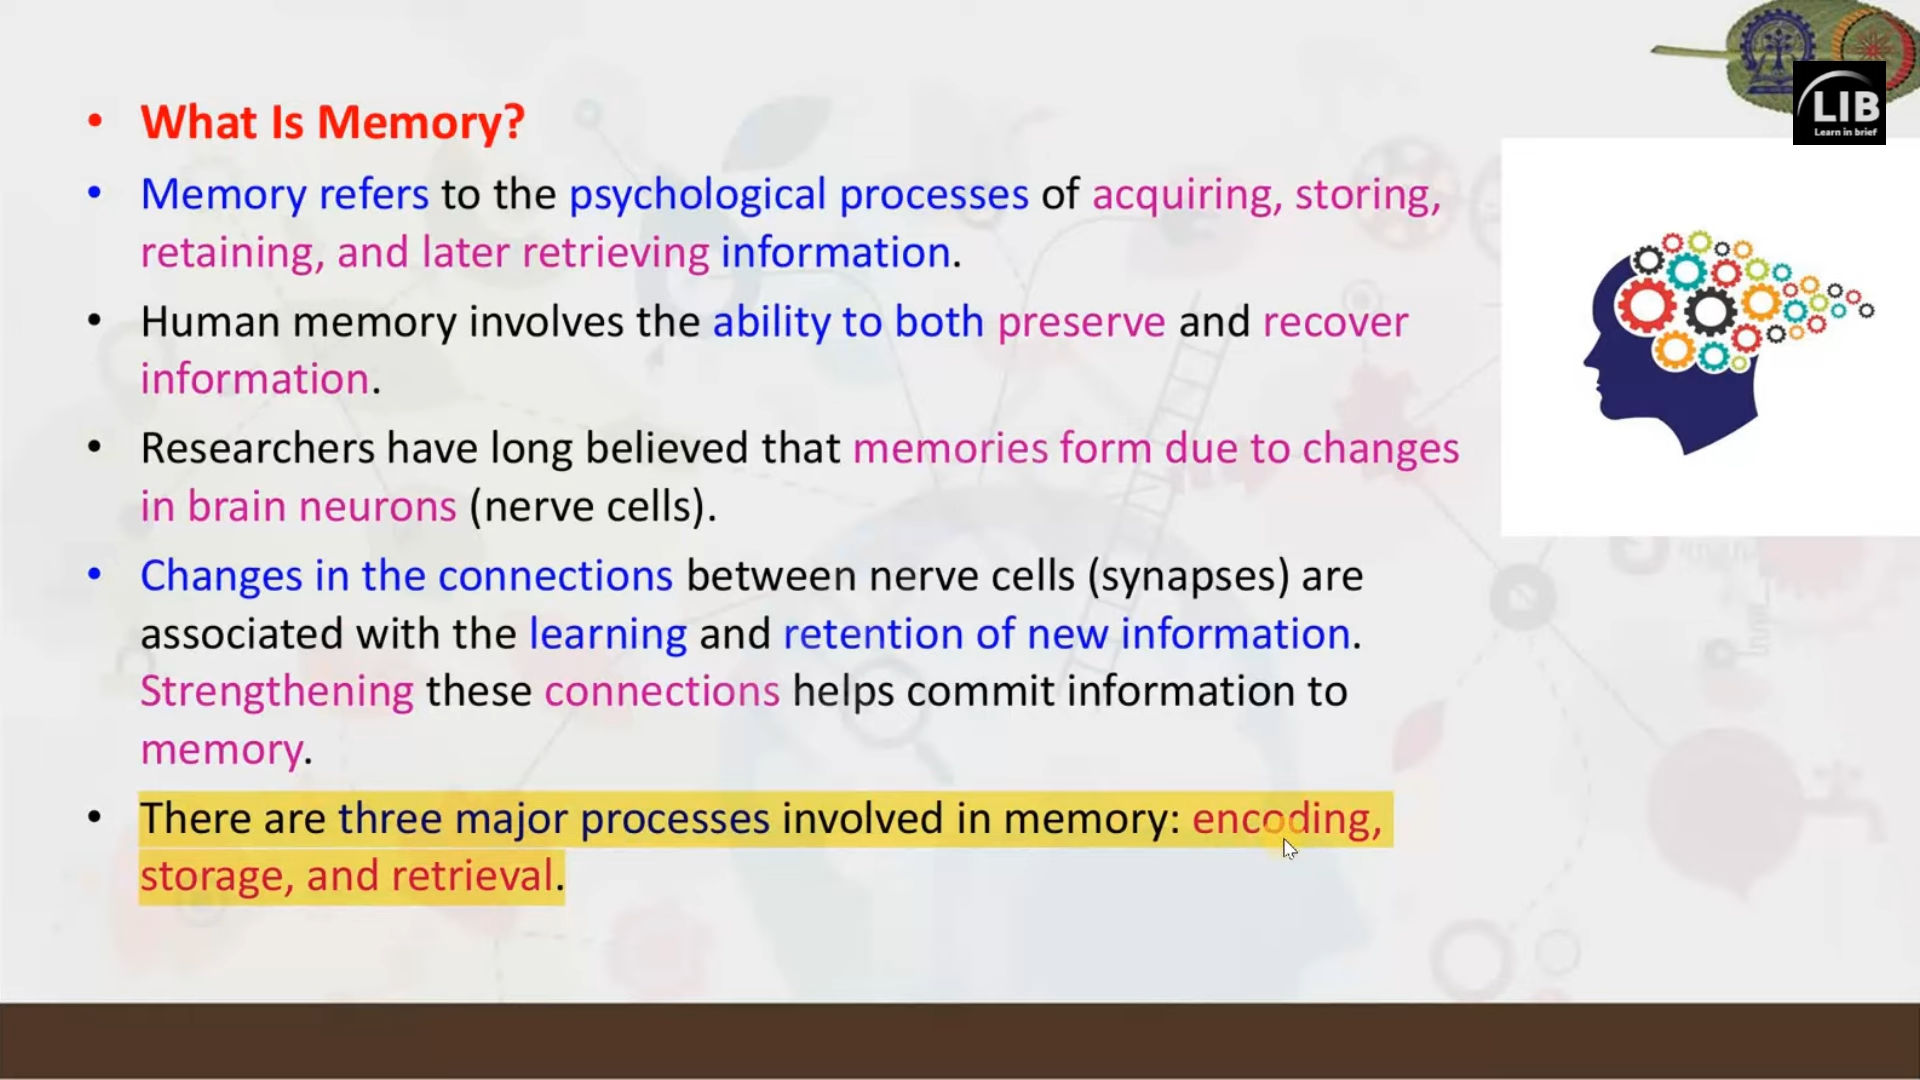 LIB
Learn in brief
• What Is Memory?
• Memory refers to the psychological processes of acquiring, storing,
retaining, and later retrieving information.
• Human memory involves the ability to both preserve and recover
information.
• Researchers have long believed that memories form due to changes
in brain neurons (nerve cells).
• Changes in the connections between nerve cells (synapses) are
associated with the learning and retention of new information.
Strengthening these connections helps commit information to
memory.
• There are three major processes involved in memory: encoding,
storage, and retrieval.